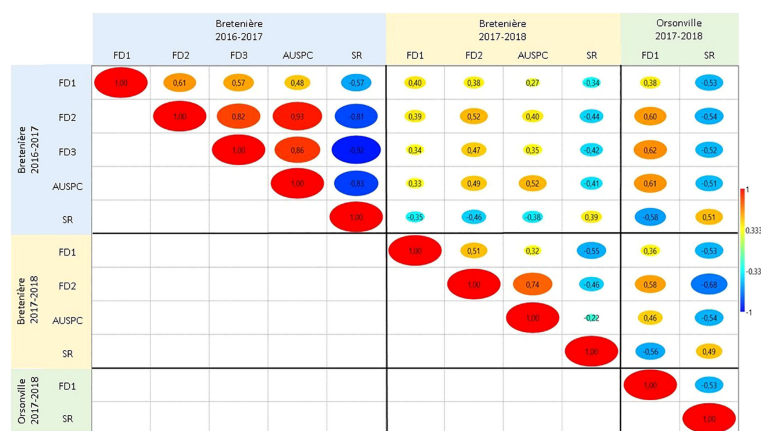 Bretenière Bretenière Orsonville
2016-2017 2017-2018 2017-2018
FD1 FD2 FD3 AUSPC SR FD1 FD2 AUSPC SR FD1 SR
Bretenière
2016-2017
FD1 1,00 0,61 0,57 0,48 -0,57 0,40 0,38 0,27 -0,34 0,38 -0,53
FD2 1,00 0,82 0,93 -0,81 0,39 0,52 0,40 -0,44 0,60 -0,54
FD3 1,00 0,86 -0,92 0,34 0,47 0,35 -0,42 0,62 -0,52
AUSPC 1,00 -0,83 0,33 0,49 0,52 -0,41 0,61 -0,51
SR 1,00 -0,35 -0,46 -0,38 0,39 -0,58 0,51
Bretenière
2017-2018
FD1 1,00 0,51 0,32 -0,55 0,36 -0,53
FD2 1,00 0,74 -0,46 0,58 -0,68
AUSPC 1,00 -0,22 0,46 -0,54
SR 1,00 -0,56 0,49
Orsonville
2017-2018
FD1 1,00 -0,53
SR 1,00
1
0.333
-0.33
-1